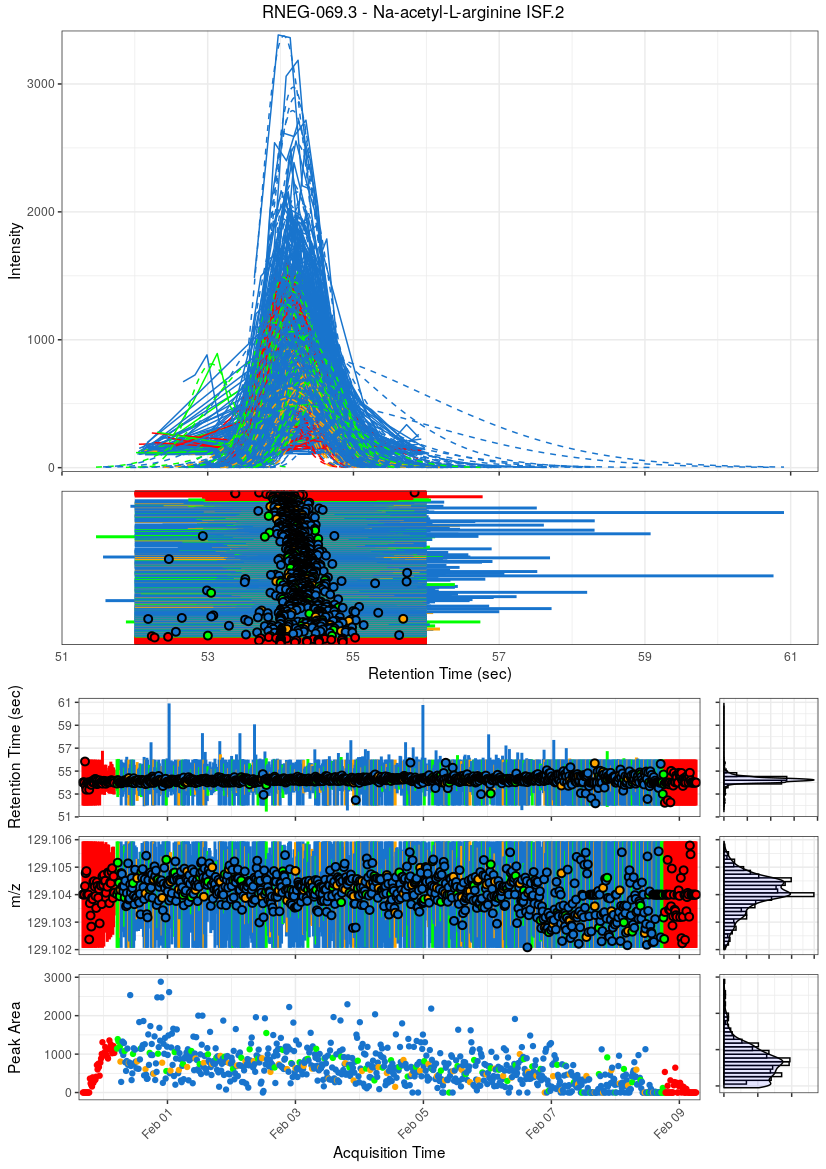 RNEG-069.3 - Na-acetyl-L-arginine ISF.2
3000
2000
1000
0
Intensity
51 53 55 57 59 61
Retention Time (sec)
61
59
57
55
53
51
Retention Time (sec)
129.106
129.105
129.104
129.103
129.102
m/z
3000
2000
1000
0
Peak Area
Feb 01 Feb 03 Feb 05 Feb 07 Feb 09
Acquisition Time